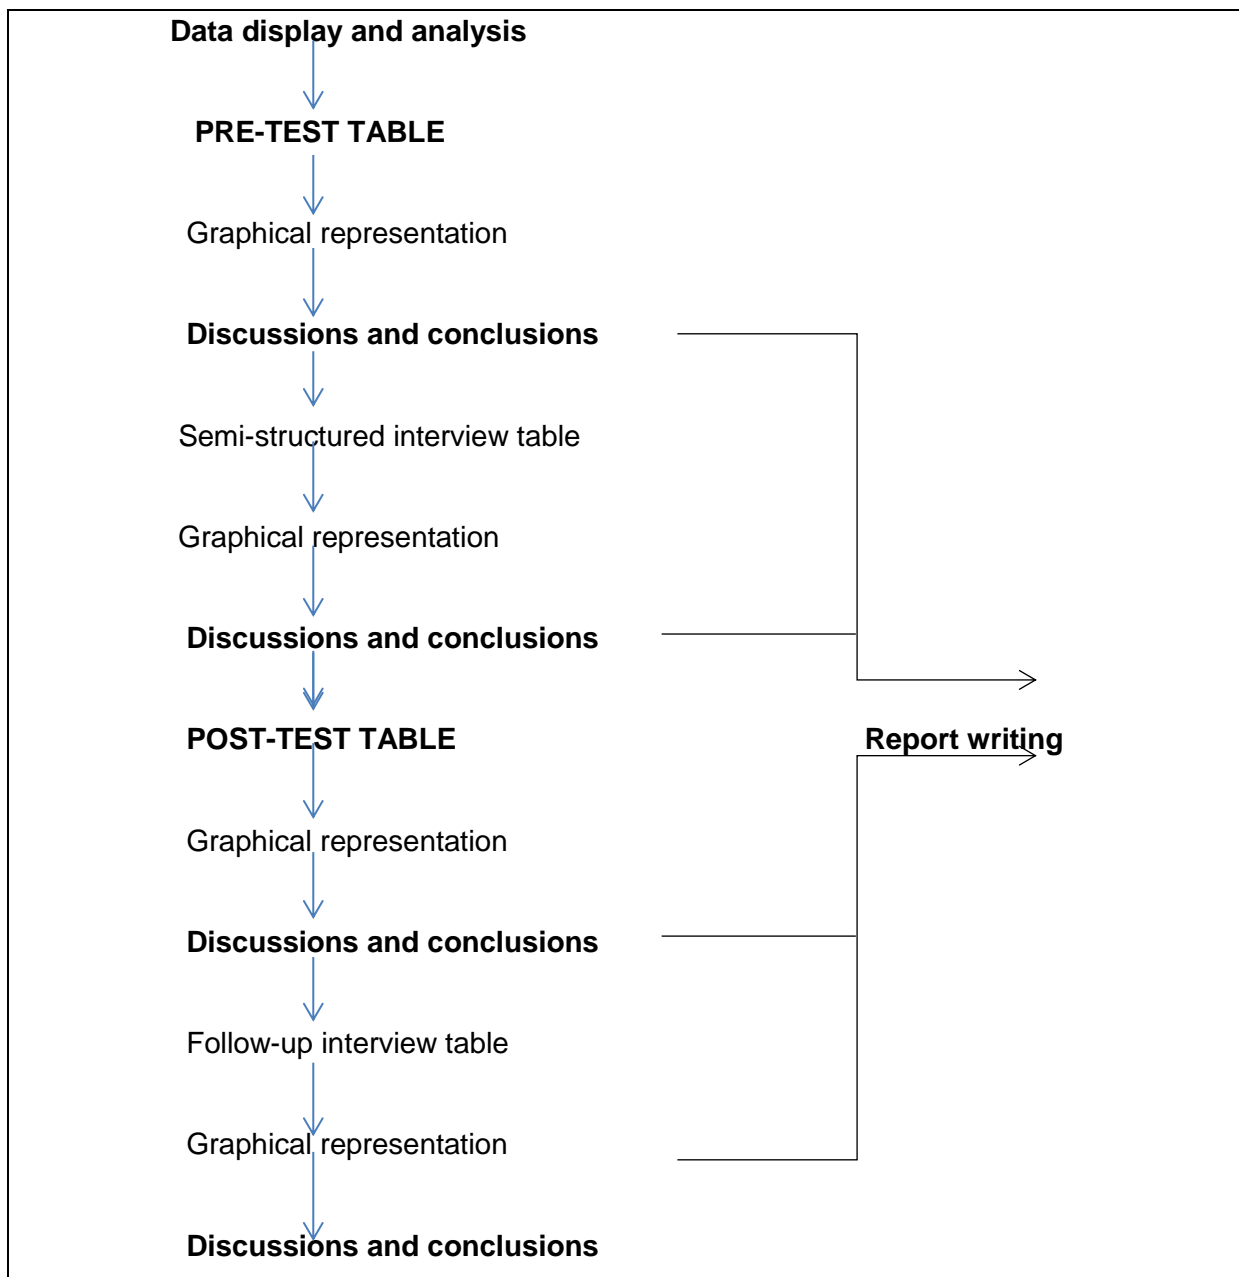 Data display and analysis
PRE-TEST TABLE
Graphical representation
Discussions and conclusions
Semi-structured interview table
Graphical representation
Discussions and conclusions
POST-TEST TABLE
Report writing
Graphical representation
Discussions and conclusions
Follow-up interview table
Graphical representation
Discussions and conclusions